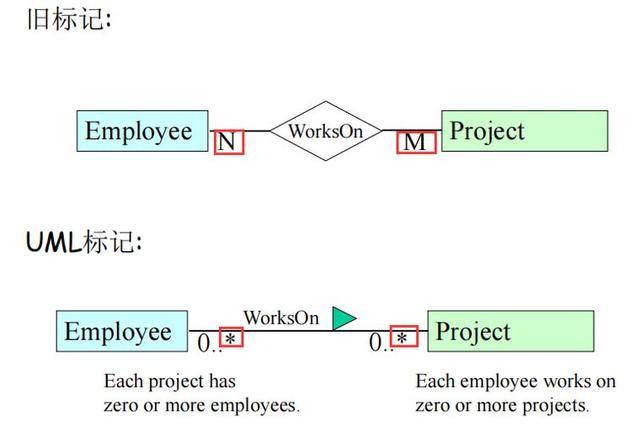 旧标记:
Employee N WorksOn M Project
UML标记:
Employee 0..* WorksOn 0..* Project
Each project has
zero or more employees.
Each employee works on
zero or more projects.